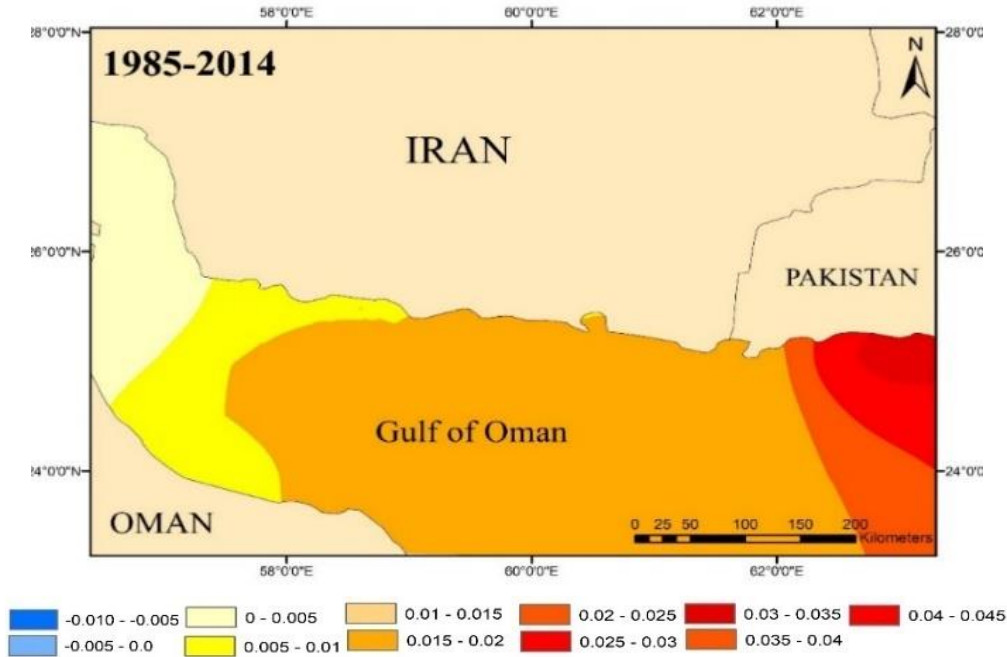 58°0'0"E 60°0'0"E 62°0'0"E
28°0'0"N 28°0'0"N
1985-2014
N
IRAN
26°0'0"N 26°0'0"N
PAKISTAN
Gulf of Oman
24°0'0"N 24°0'0"N
OMAN
0 25 50 100 150 200
Kilometers
58°0'0"E 60°0'0"E 62°0'0"E
-0.010 - -0.005 0 - 0.005 0.01 - 0.015 0.02 - 0.025 0.03 - 0.035 0.04 - 0.045
-0.005 - 0.0 0.005 - 0.01 0.015 - 0.02 0.025 - 0.03 0.035 - 0.04